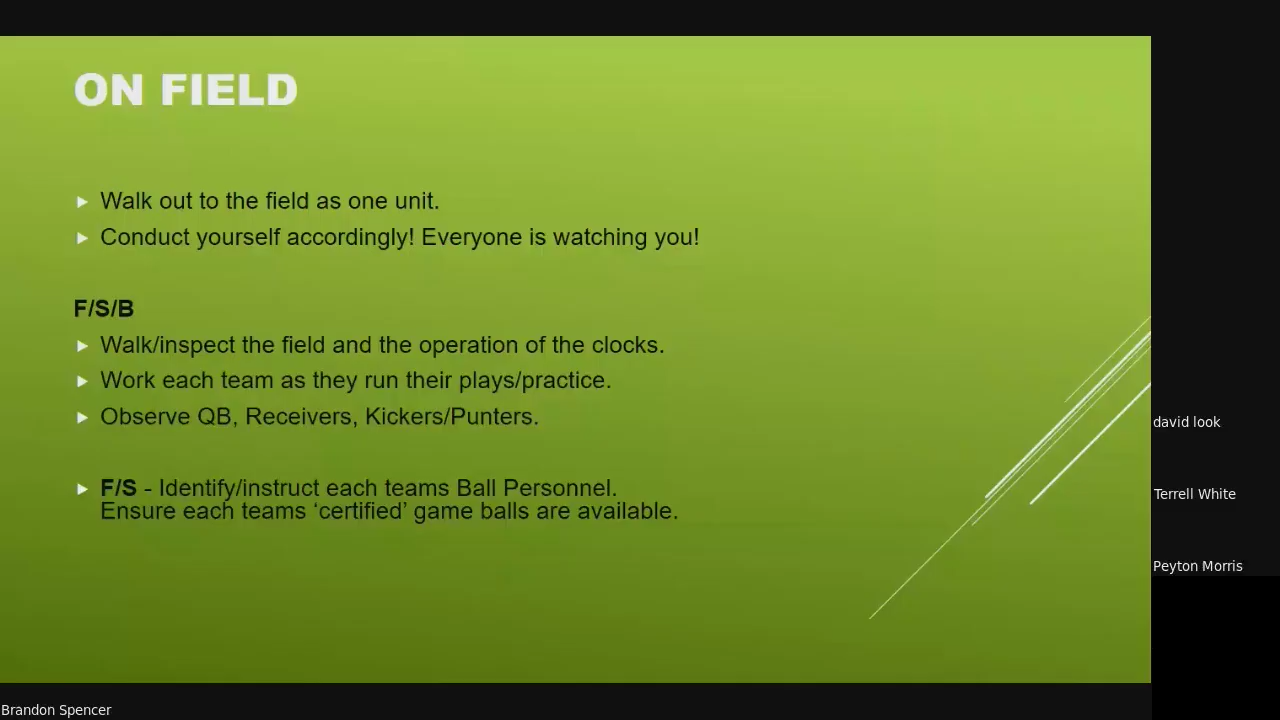 ON FIELD
Walk out to the field as one unit.
Conduct yourself accordingly! Everyone is watching you!
F/S/B
Walk/inspect the field and the operation of the clocks.
Work each team as they run their plays/practice.
Observe QB, Receivers, Kickers/Punters.
F/S - Identify/instruct each teams Ball Personnel.
Ensure each teams ‘certified’ game balls are available.
david look
Terrell White
Peyton Morris
Brandon Spencer